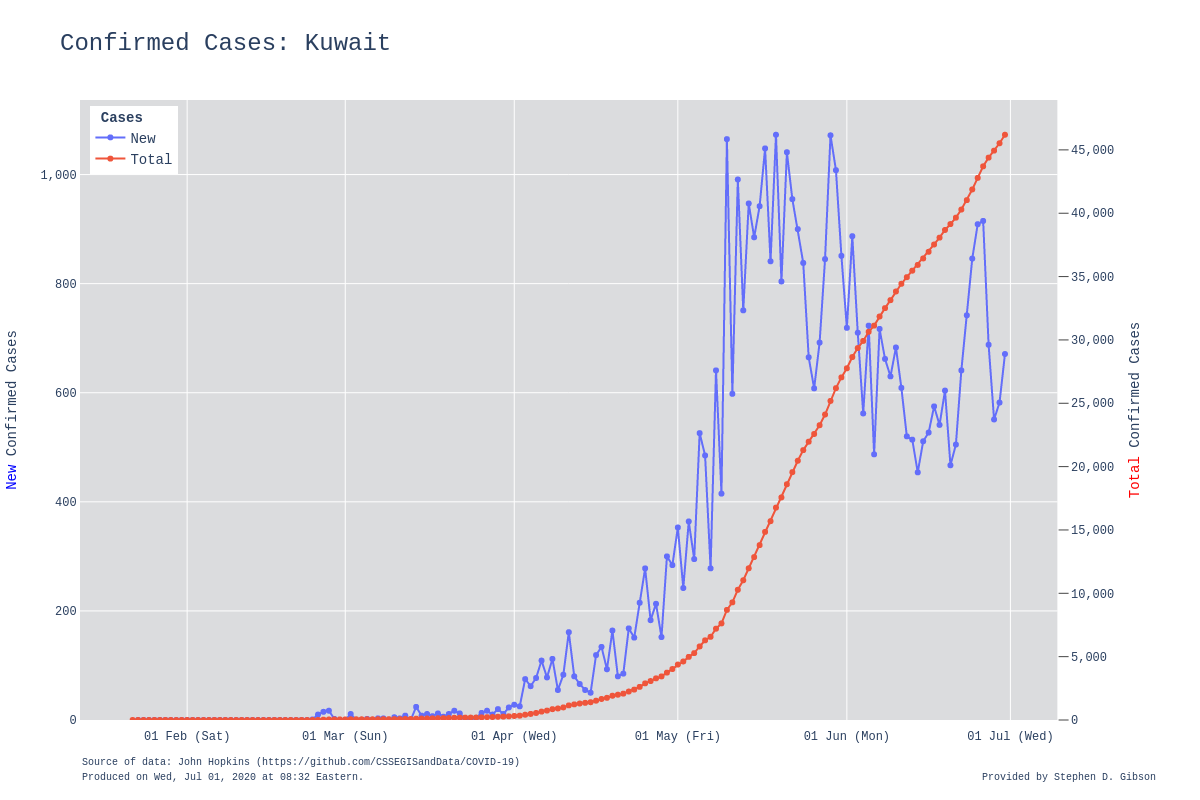 Confirmed Cases: Kuwait
Cases
New
Total
1,000
800
600
400
200
0
New Confirmed Cases
45,000
40,000
35,000
30,000
25,000
20,000
15,000
10,000
5,000
0
Total Confirmed Cases
01 Feb (Sat) 01 Mar (Sun) 01 Apr (Wed) 01 May (Fri) 01 Jun (Mon) 01 Jul (Wed)
Source of data: John Hopkins (https://github.com/CSSEGISandData/COVID-19)
Produced on Wed, Jul 01, 2020 at 08:32 Eastern.
Provided by Stephen D. Gibson